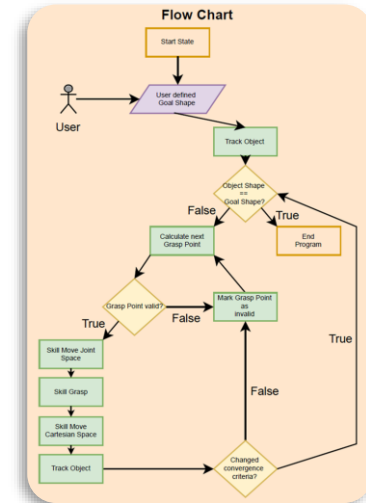 Flow Chart
Start State
User defined
Goal Shape
User
Track Object
Object Shape
==
Goal Shape?
False
True
Calculate next
Grasp Point
End
Program
Grasp Point valid?
Mark Grasp Point
as
invalid
True
False
True
Skill Move Joint
Space
False
Skill Grasp
Skill Move
Cartesian Space
Track Object
Changed
convergence
criteria?